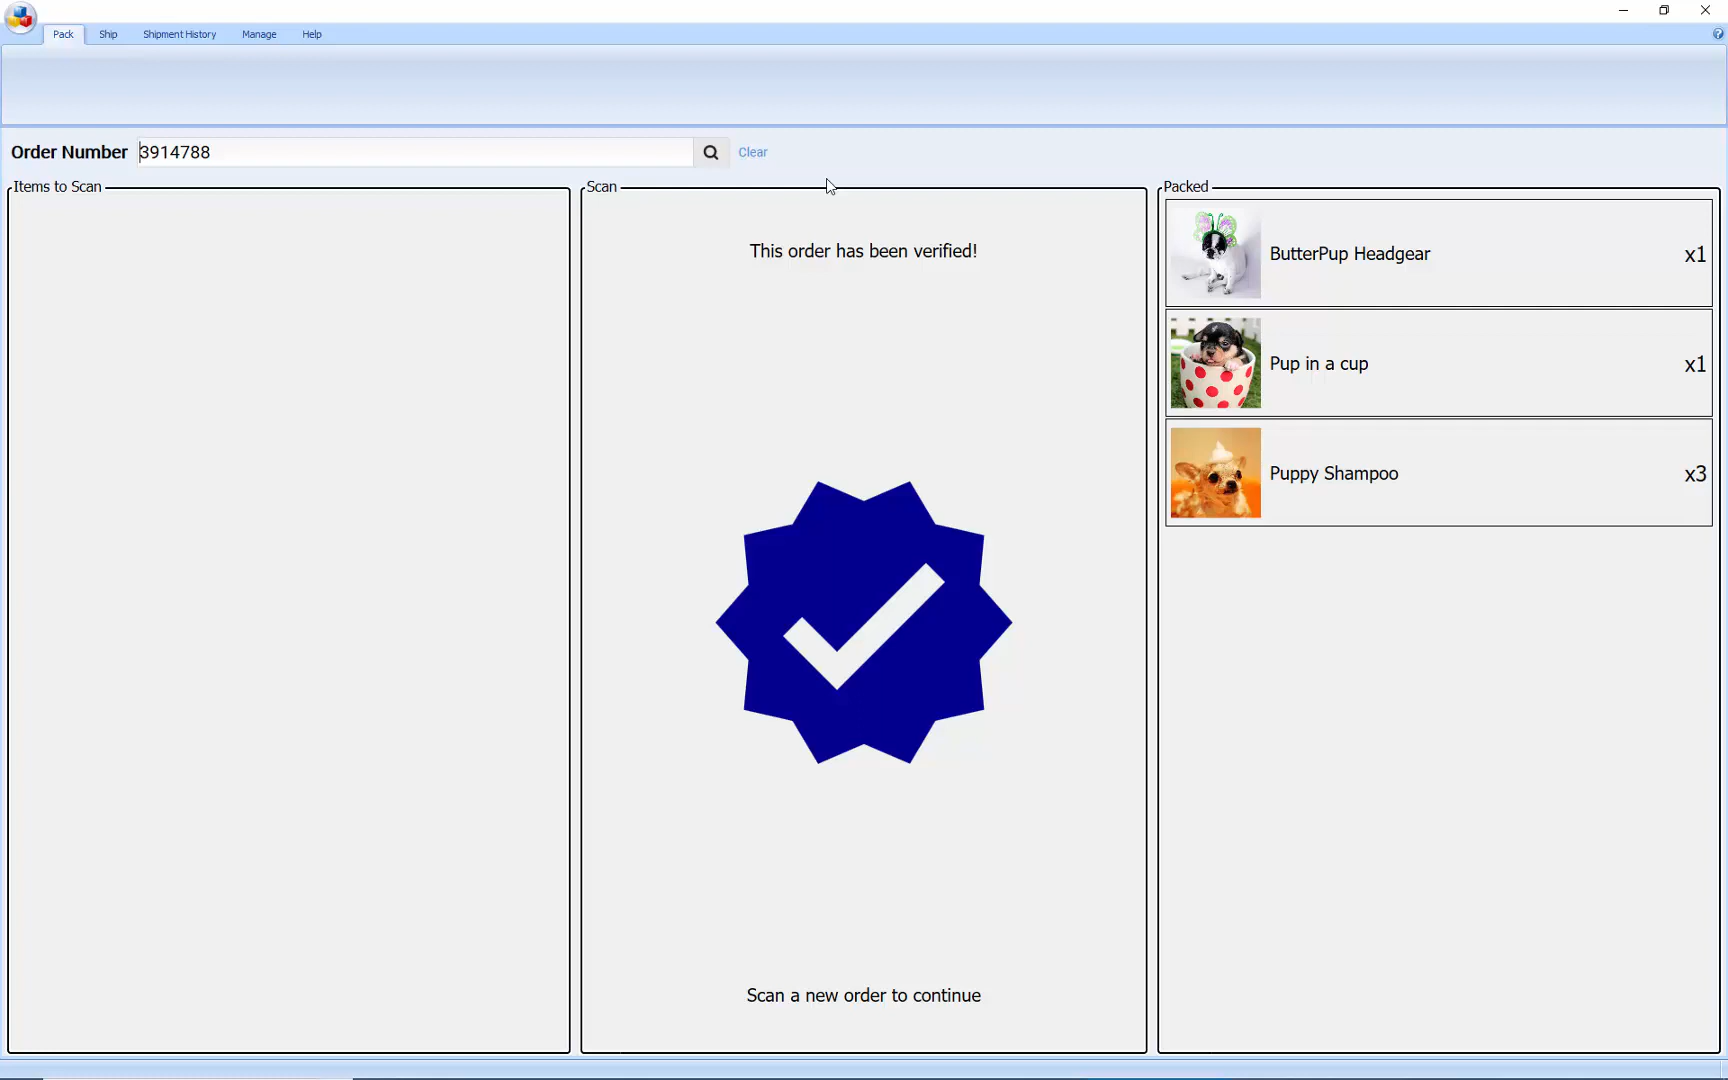 Pack Ship Shipment History Manage Help
Order Number 3914788 Clear
Items to Scan
Scan
This order has been verified!
Scan a new order to continue
Packed
ButterPup Headgear x1
Pup in a cup x1
Puppy Shampoo x3